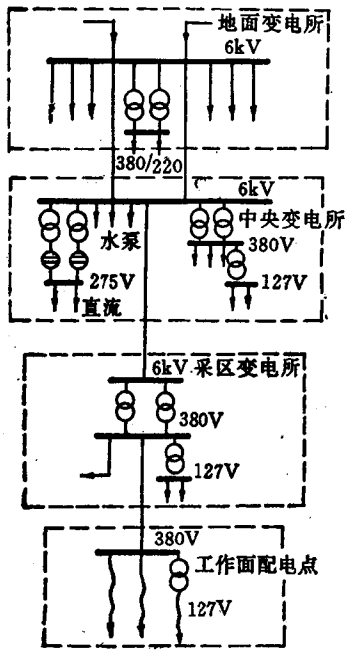 地面变电所
6kV
380/220
6kV
中央变电所
水泵
380V
275V
127V
直流
6kV 采区变电所
380V
127V
380V
工作面配电点
127V